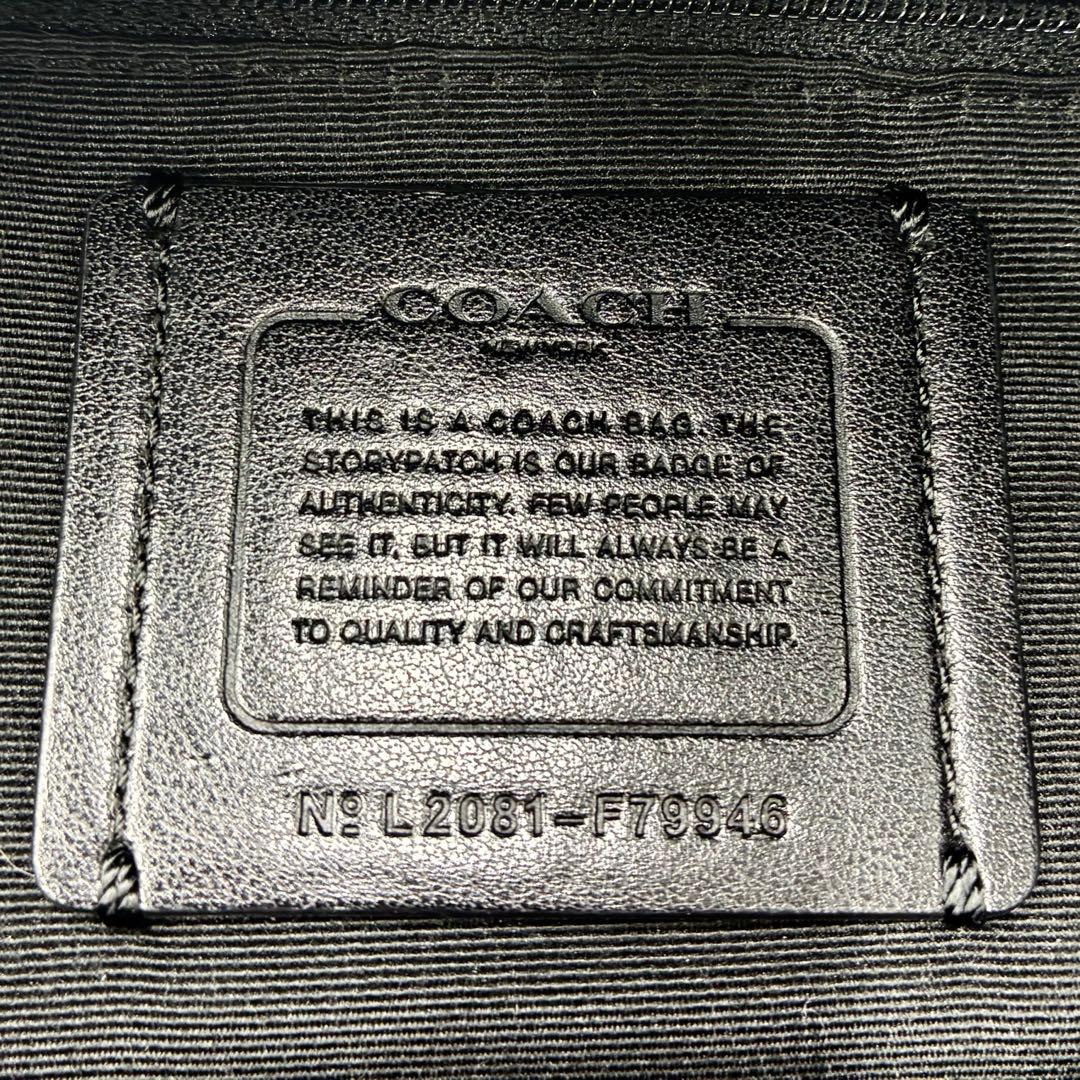 COACH
NEW YORK
THIS IS A COACH BAG. THE
STORYPATCH IS OUR BADGE OF
AUTHENTICITY. FEW PEOPLE MAY
SEE IT, BUT IT WILL ALWAYS BE A
REMINDER OF OUR COMMITMENT
TO QUALITY AND CRAFTSMANSHIP.
Nº L2081-F79946